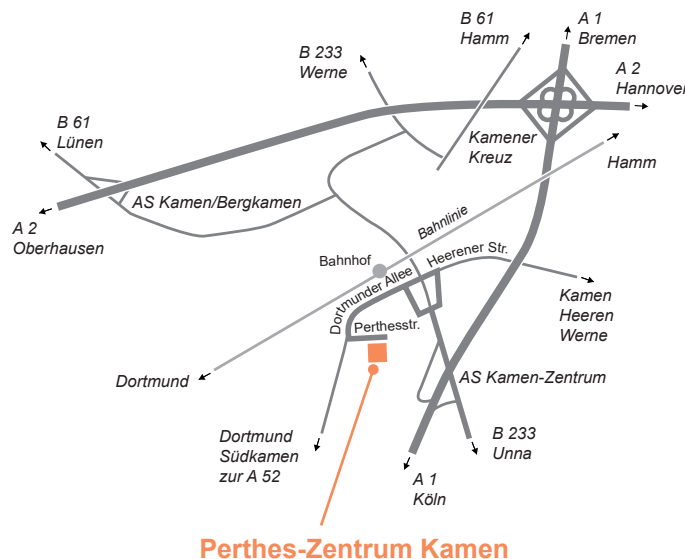 B 61
Hamm
A 1
Bremen
B 233
Werne
A 2
Hannover
B 61
Lünen
Kamener
Kreuz
Hamm
AS Kamen/Bergkamen
A 2
Oberhausen
Bahnlinie
Bahnhof
Heerener Str.
Dortmunder Allee
Perthesstr.
Kamen
Heeren
Werne
Dortmund
AS Kamen-Zentrum
Dortmund
Südkamen
zur A 52
B 233
Unna
A 1
Köln
Perthes-Zentrum Kamen